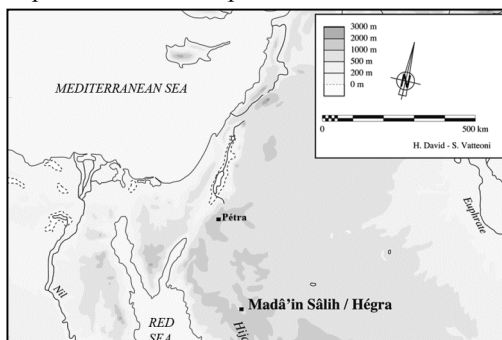 3000 m
2000 m
1000 m
500 m
200 m
0 m
N
0
500 km
H. David - S. Vatteoni
MEDITERRANEAN SEA
Pétra
Euphrate
Nil
Madâ'in Sâlih / Hégra
RED
SEA